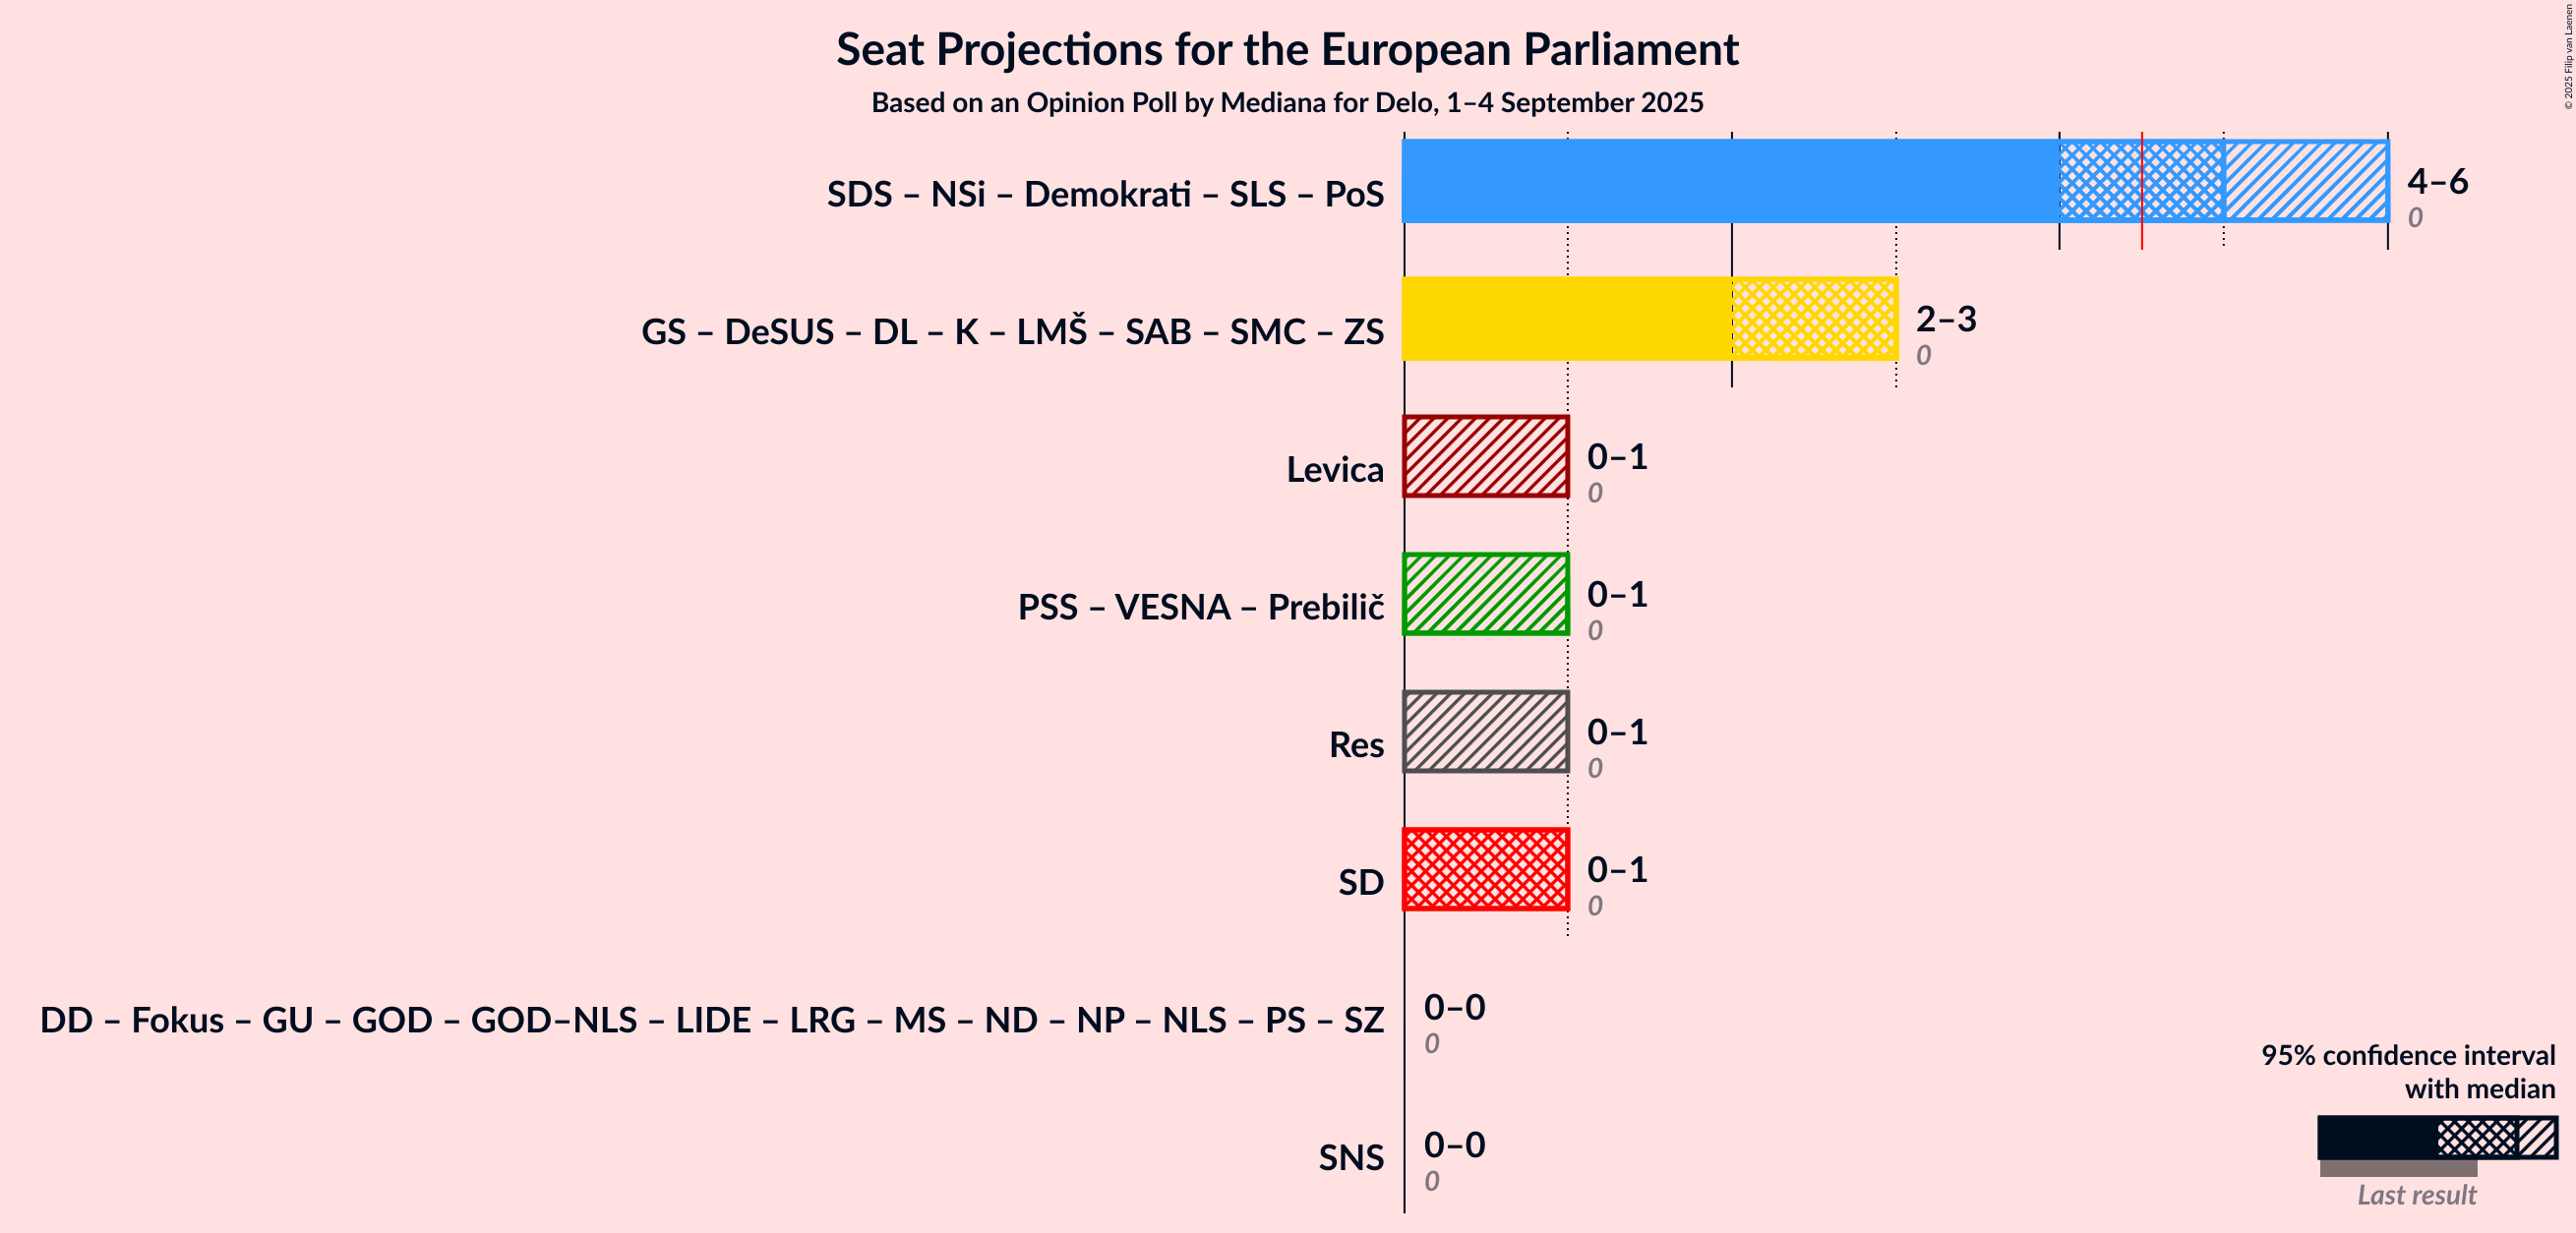 Seat Projections for the European Parliament
Based on an Opinion Poll by Mediana for Delo, 1–4 September 2025
© 2025 Filip van Laenen
SDS – NSi – Demokrati – SLS – PoS
4–6
0
GS – DeSUS – DL – K – LMŠ – SAB – SMC – ZS
2–3
0
Levica
0–1
0
PSS – VESNA – Prebilič
0–1
0
Res
0–1
0
SD
0–1
0
DD – Fokus – GU – GOD – GOD–NLS – LIDE – LRG – MS – ND – NP – NLS – PS – SZ
0–0
0
SNS
0–0
0
95% confidence interval
with median
Last result